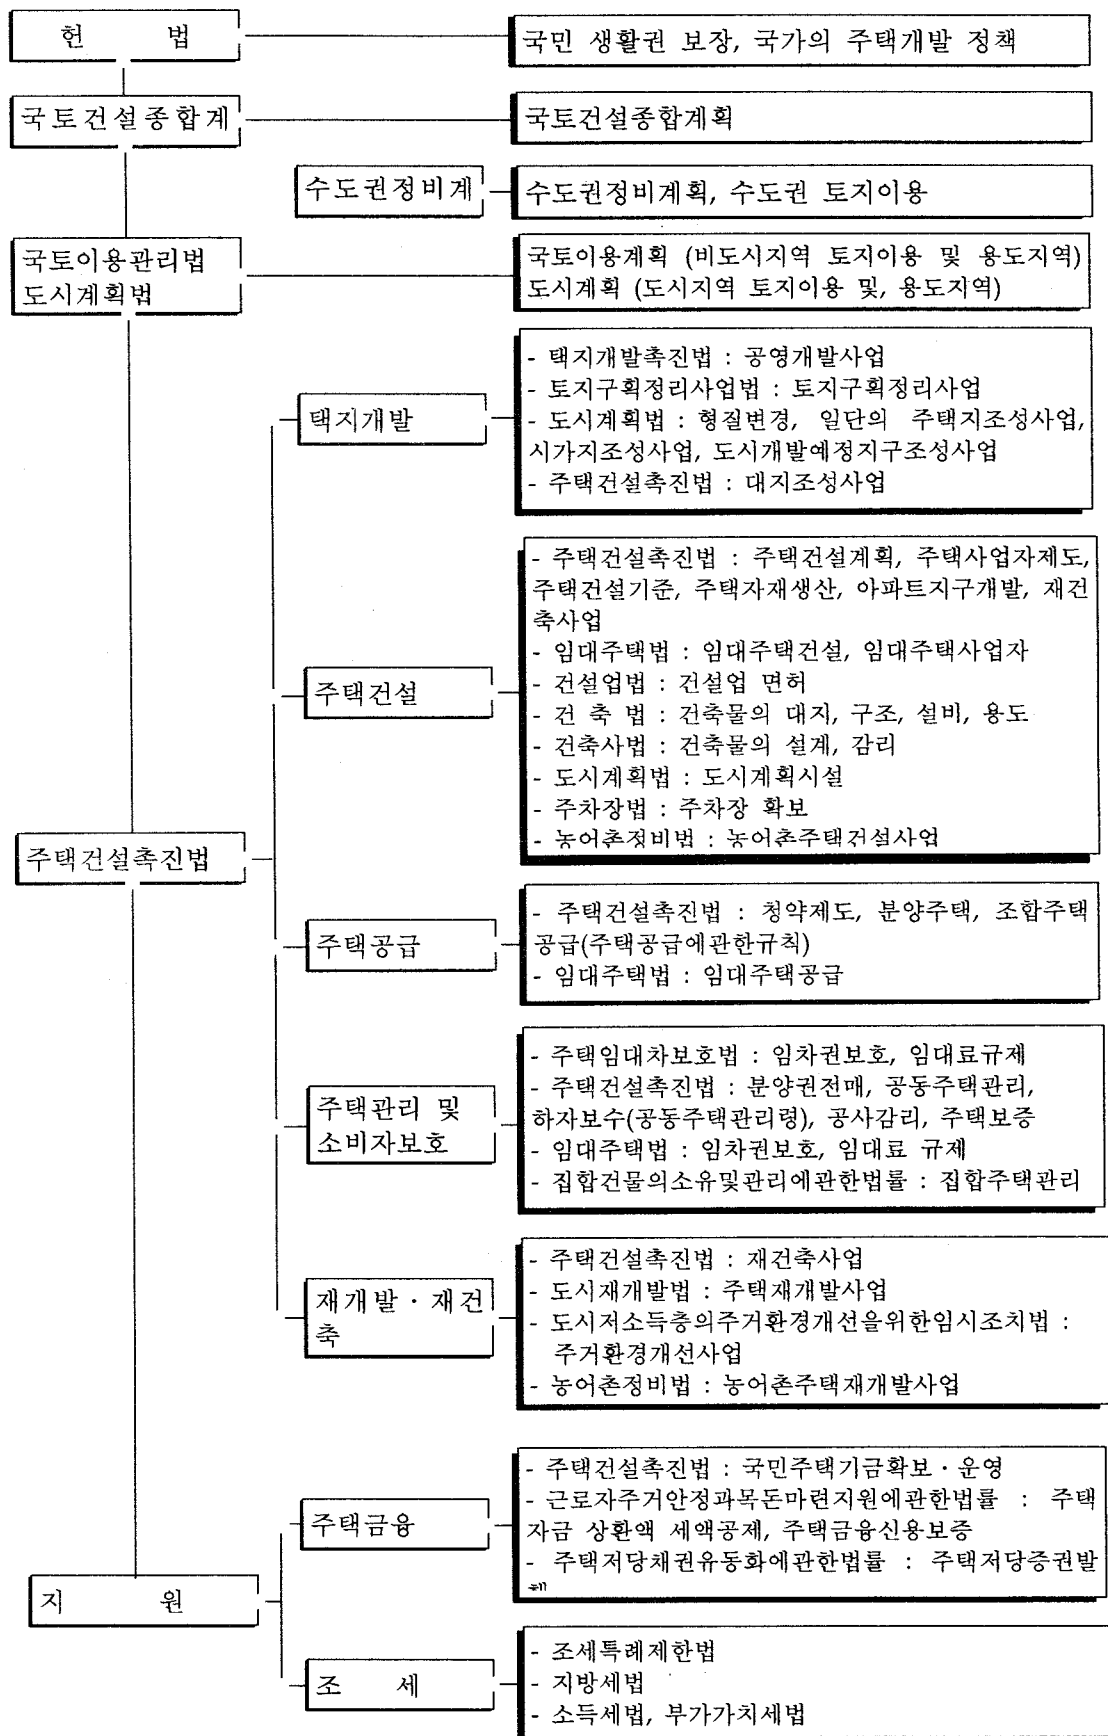 헌 법
국민 생활권 보장, 국가의 주택개발 정책
국토건설종합계
국토건설종합계획
수도권정비계
수도권정비계획, 수도권 토지이용
국토이용관리법
도시계획법
국토이용계획 (비도시지역 토지이용 및 용도지역)
도시계획 (도시지역 토지이용 및, 용도지역)
택지개발
- 택지개발촉진법 : 공영개발사업
- 토지구획정리사업법 : 토지구획정리사업
- 도시계획법 : 형질변경, 일단의 주택지조성사업,
시가지조성사업, 도시개발예정지구조성사업
- 주택건설촉진법 : 대지조성사업
주택건설
- 주택건설촉진법 : 주택건설계획, 주택사업자제도,
주택건설기준, 주택자재생산, 아파트지구개발, 재건
축사업
- 임대주택법 : 임대주택건설, 임대주택사업자
- 건설업법 : 건설업 면허
- 건 축 법 : 건축물의 대지, 구조, 설비, 용도
- 건축사법 : 건축물의 설계, 감리
- 도시계획법 : 도시계획시설
- 주차장법 : 주차장 확보
- 농어촌정비법 : 농어촌주택건설사업
주택건설촉진법
주택공급
- 주택건설촉진법 : 청약제도, 분양주택, 조합주택
공급(주택공급에관한규칙)
- 임대주택법 : 임대주택공급
주택관리 및
소비자보호
- 주택임대차보호법 : 임차권보호, 임대료규제
- 주택건설촉진법 : 분양권전매, 공동주택관리,
하자보수(공동주택관리령), 공사감리, 주택보증
- 임대주택법 : 임차권보호, 임대료 규제
- 집합건물의소유및관리에관한법률 : 집합주택관리
재개발 · 재건
축
- 주택건설촉진법 : 재건축사업
- 도시재개발법 : 주택재개발사업
- 도시저소득층의주거환경개선을위한임시조치법 :
주거환경개선사업
- 농어촌정비법 : 농어촌주택재개발사업
지 원
주택금융
- 주택건설촉진법 : 국민주택기금확보 · 운영
- 근로자주거안정과목돈마련지원에관한법률 : 주택
자금 상환액 세액공제, 주택금융신용보증
- 주택저당채권유동화에관한법률 : 주택저당증권발
조 세
- 조세특례제한법
- 지방세법
- 소득세법, 부가가치세법